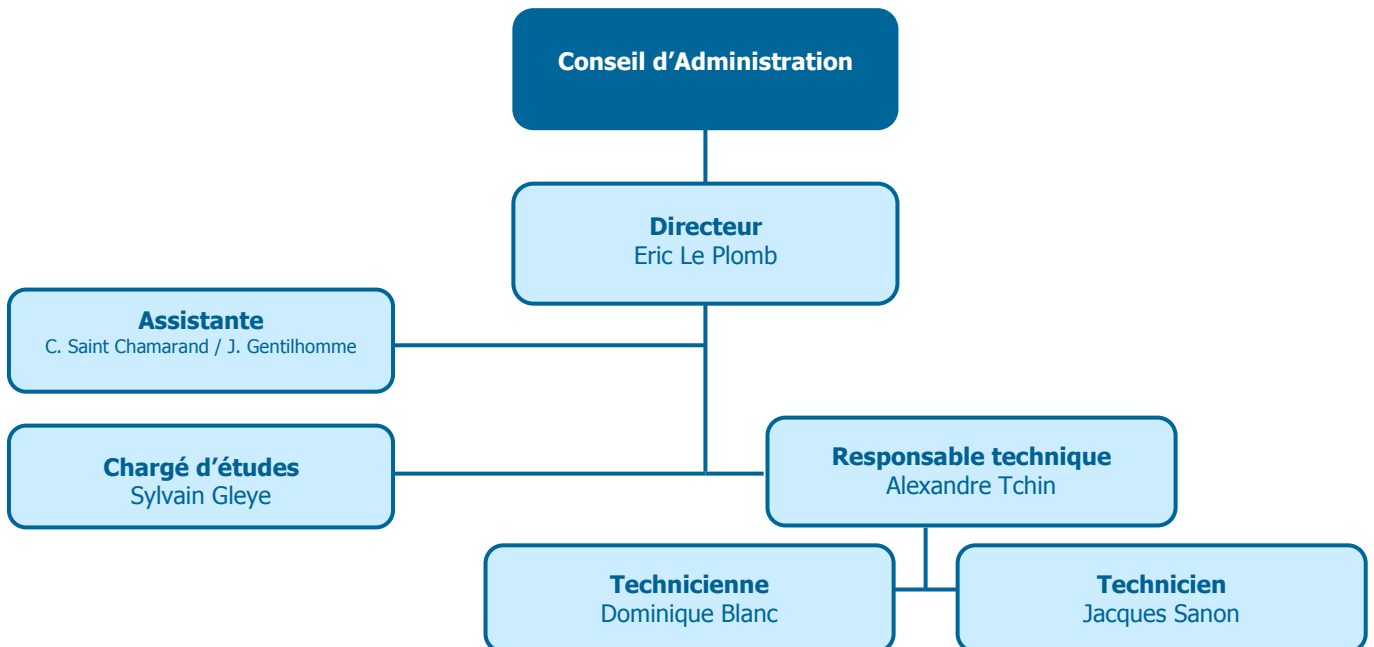 Conseil d’Administration
Directeur
Eric Le Plomb
Assistante
C. Saint Chamarand / J. Gentilhomme
Chargé d’études
Sylvain Gleye
Responsable technique
Alexandre Tchin
Technicienne
Dominique Blanc
Technicien
Jacques Sanon